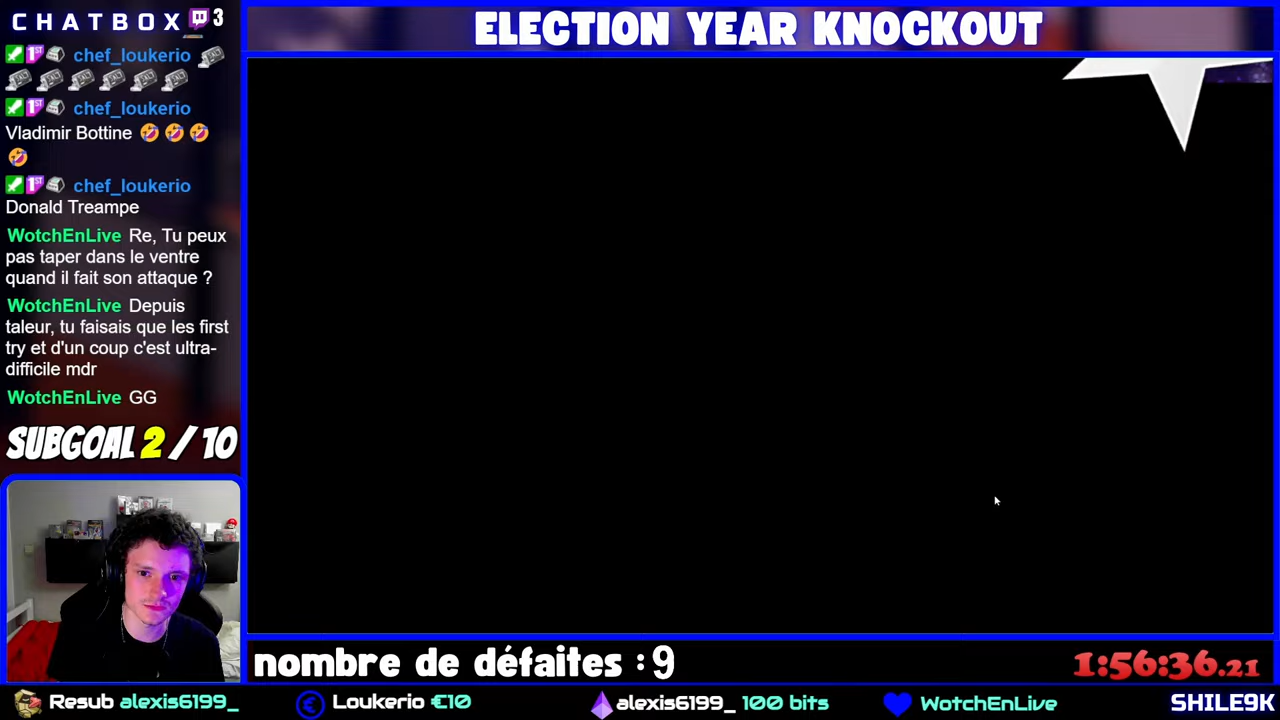 CHATBOX 3
ELECTION YEAR KNOCKOUT
chef_loukerio
chef_loukerio
Vladimir Bottine 🤣 🤣 🤣
🤣
chef_loukerio
Donald Treampe
WotchEnLive Re, Tu peux
pas taper dans le ventre
quand il fait son attaque ?
WotchEnLive Depuis
taleur, tu faisais que les first
try et d'un coup c'est ultra-
difficile mdr
WotchEnLive GG
SUBGOAL 2 / 10
nombre de défaites : 9
1:56:36.21
Resub alexis6199_ Loukerio €10 alexis6199_ 100 bits WotchEnLive SHILE9K